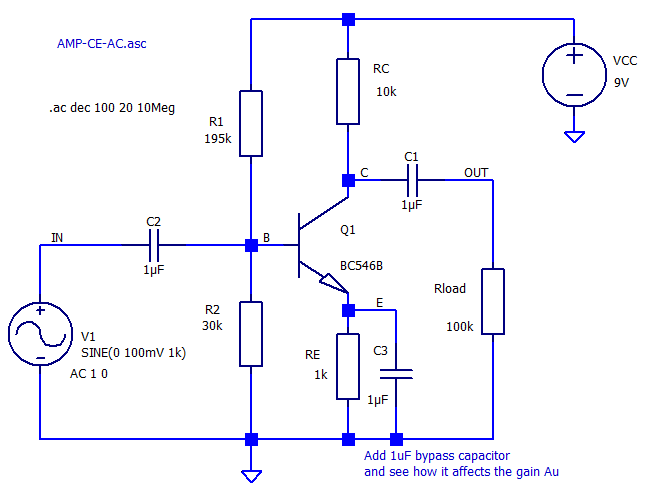 AMP-CE-AC.asc
.ac dec 100 20 10Meg
RC
10k
VCC
9V
R1
195k
C
C1
1µF
OUT
IN
C2
1µF
B
Q1
BC546B
R2
30k
E
Rload
100k
V1
SINE(0 100mV 1k)
AC 1 0
RE
1k
C3
1µF
Add 1uF bypass capacitor
and see how it affects the gain Au